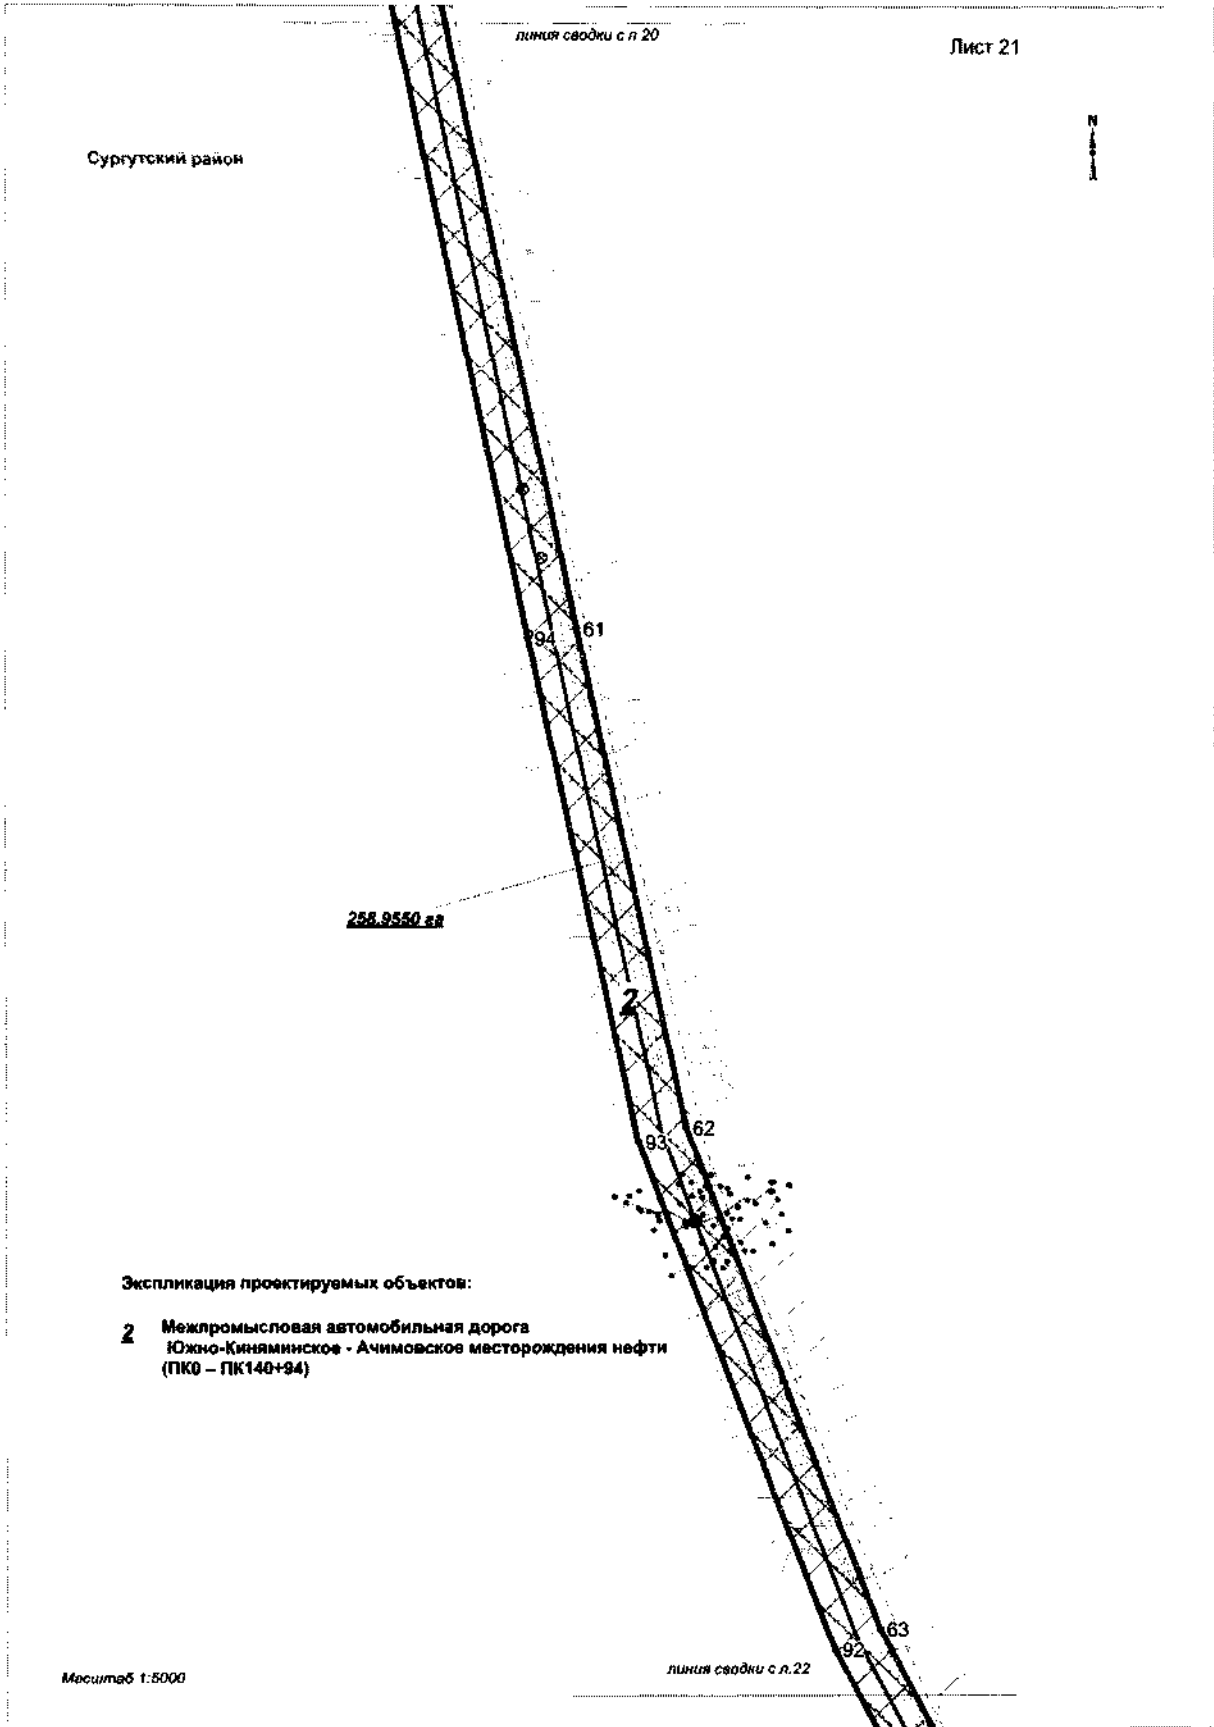 линия сводки с л 20
Лист 21
N
Сургутский район
94
61
258.9550 га
2
93
62
Экспликация проектируемых объектов:
2 Межпромысловая автомобильная дорога
Южно-Киняминское - Ачимовское месторождения нефти
(ПК0 – ПК140+94)
63
92
линия сводки с л.22
Масштаб 1:5000